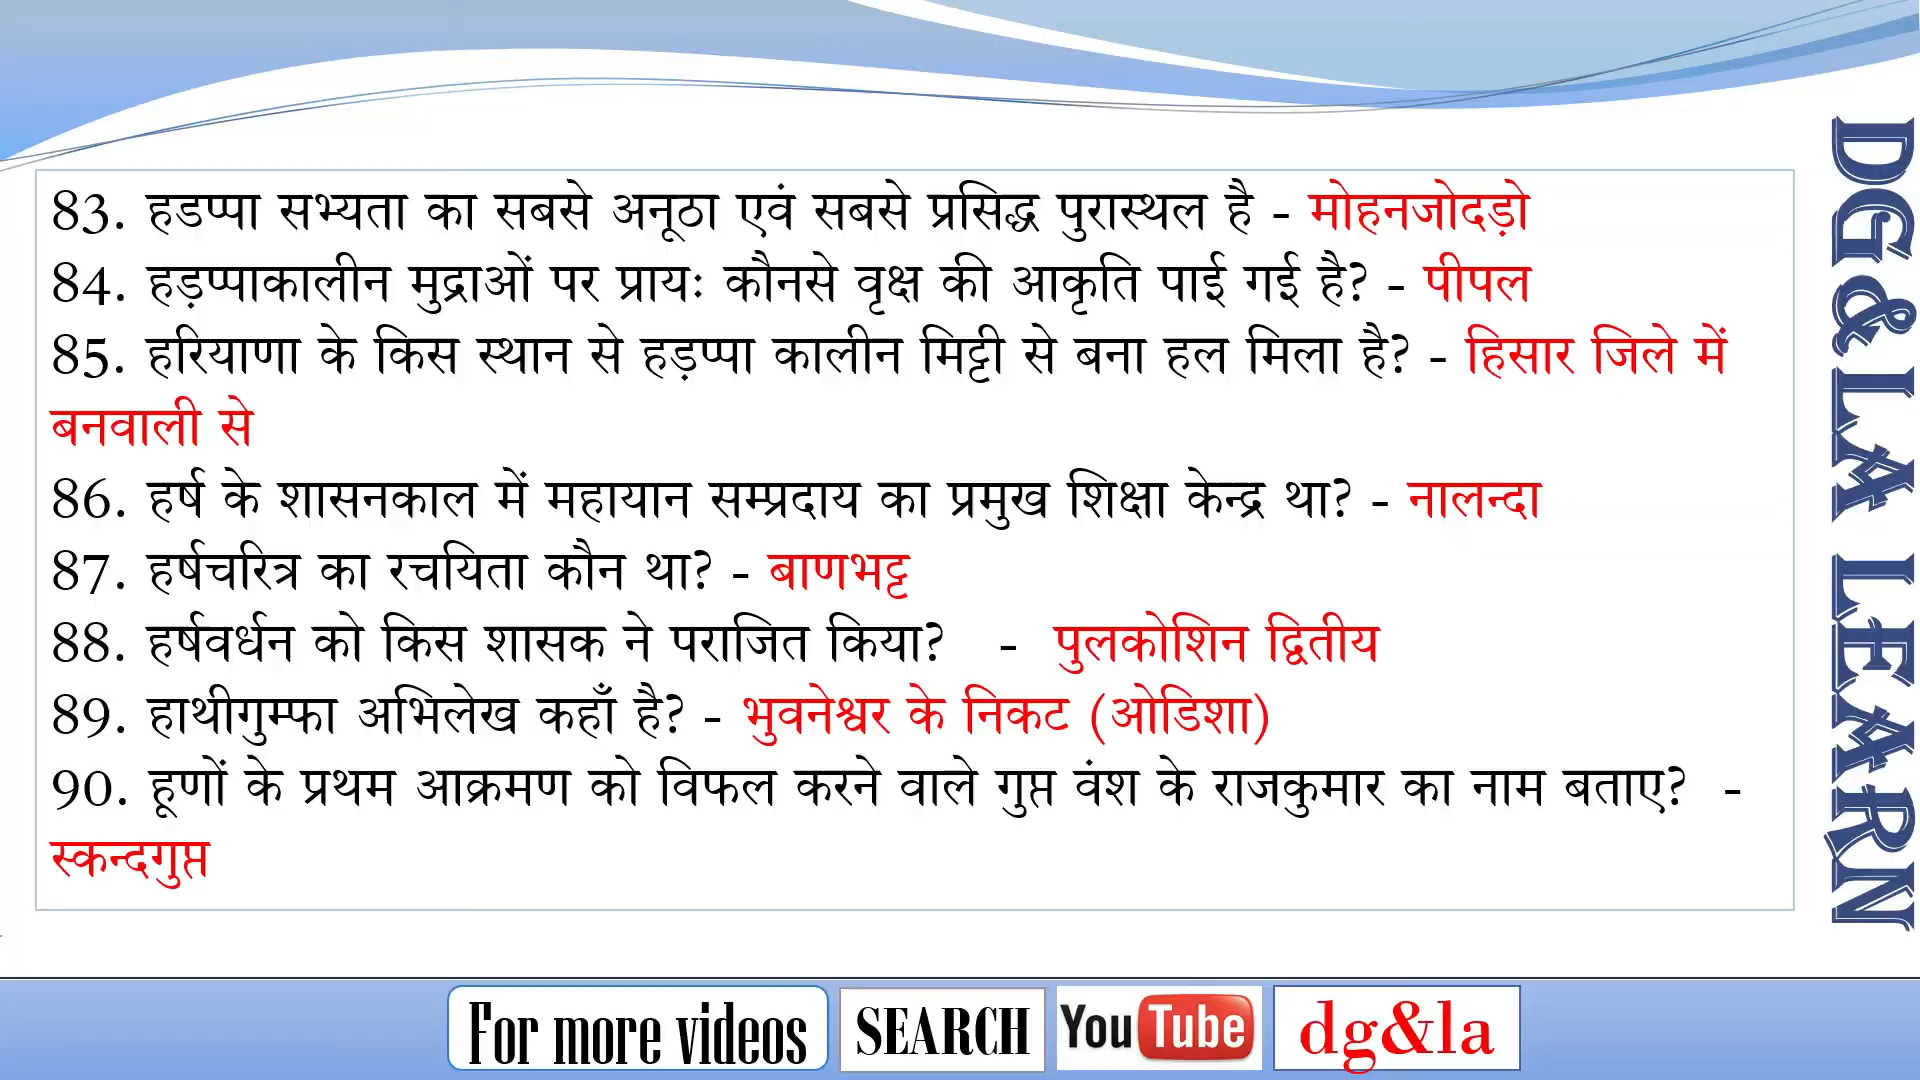 83. हडप्पा सभ्यता का सबसे अनूठा एवं सबसे प्रसिद्ध पुरास्थल है - मोहनजोदड़ो
84. हड़प्पाकालीन मुद्राओं पर प्रायः कौनसे वृक्ष की आकृति पाई गई है? - पीपल
85. हरियाणा के किस स्थान से हड़प्पा कालीन मिट्टी से बना हल मिला है? - हिसार जिले में
बनवाली से
86. हर्ष के शासनकाल में महायान सम्प्रदाय का प्रमुख शिक्षा केन्द्र था? - नालन्दा
87. हर्षचरित्र का रचयिता कौन था? - बाणभट्ट
88. हर्षवर्धन को किस शासक ने पराजित किया? - पुलकोशिन द्वितीय
89. हाथीगुम्फा अभिलेख कहाँ है? - भुवनेश्वर के निकट (ओडिशा)
90. हूणों के प्रथम आक्रमण को विफल करने वाले गुप्त वंश के राजकुमार का नाम बताए? -
स्कन्दगुप्त
DG&LA LEARN
For more videos SEARCH YouTube dg&la